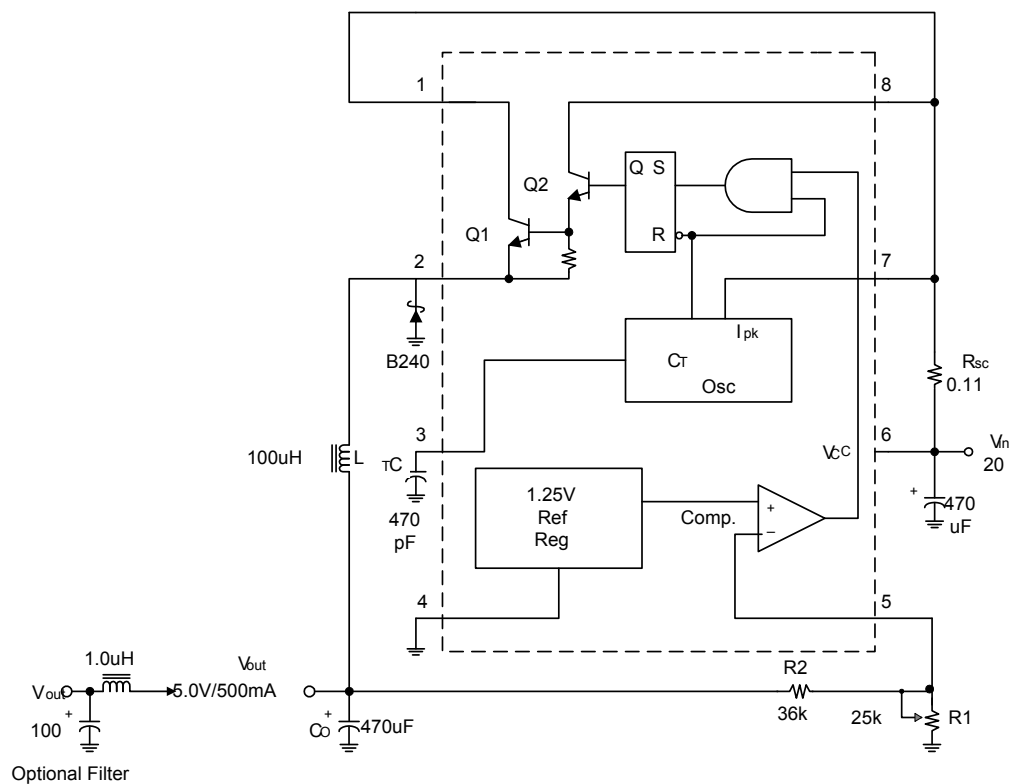 1
8
Q2
Q S
Q1
R
2
7
Ipk
B240
CT
Osc
Rsc
0.11
3
6
Vin
20
100uH
L
TC
VCC
470
pF
1.25V
Ref
Reg
Comp.
+
−
+
470
uF
4
5
1.0uH
Vout
R2
Vout
5.0V/500mA
36k
25k
R1
+
100
+
CO
470uF
Optional Filter